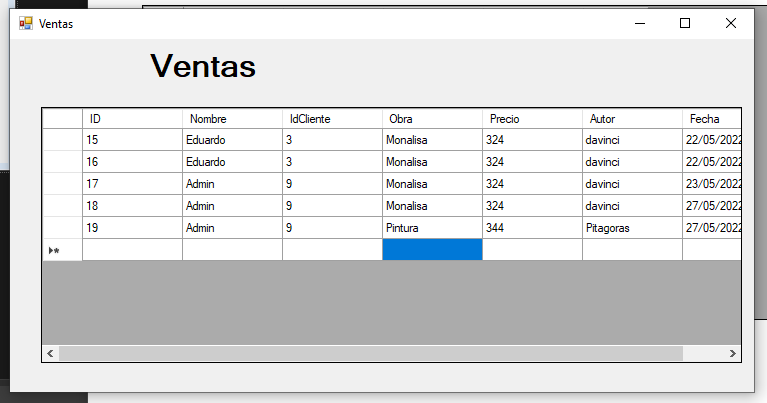 Ventas
Ventas
ID Nombre IdCliente Obra Precio Autor Fecha
15 Eduardo 3 Monalisa 324 davinci 22/05/2022
16 Eduardo 3 Monalisa 324 davinci 22/05/2022
17 Admin 9 Monalisa 324 davinci 23/05/2022
18 Admin 9 Monalisa 324 davinci 27/05/2022
19 Admin 9 Pintura 344 Pitagoras 27/05/2022